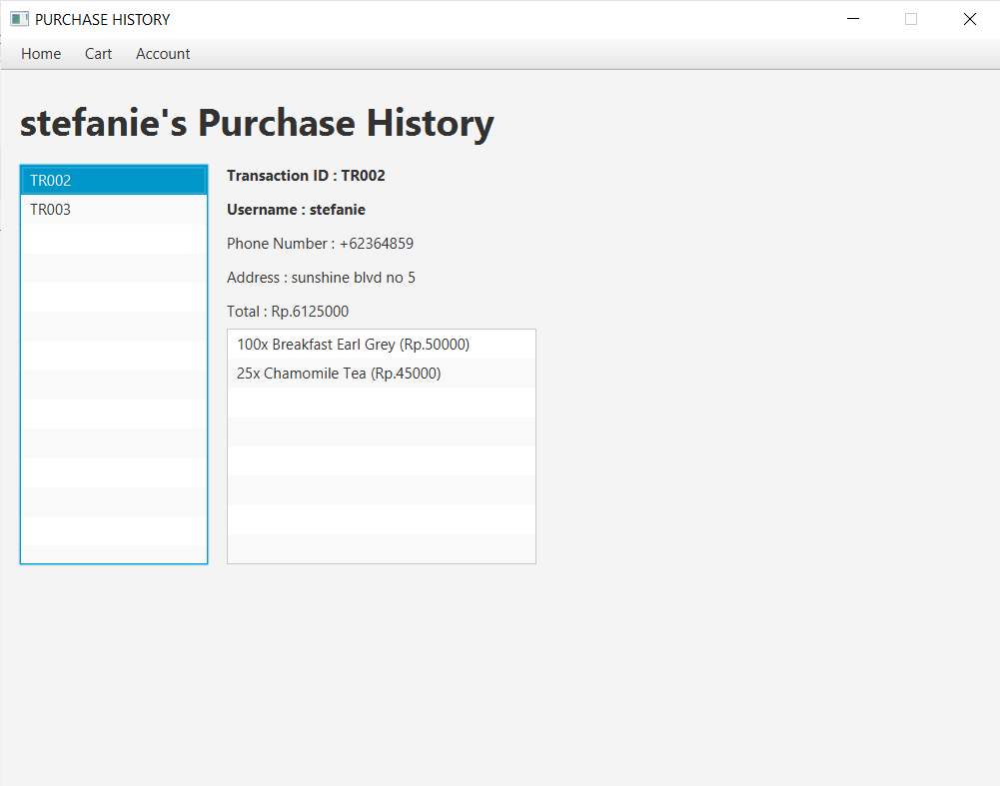 PURCHASE HISTORY
Home Cart Account
stefanie's Purchase History
TR002
TR003
Transaction ID : TR002
Username : stefanie
Phone Number : +62364859
Address : sunshine blvd no 5
Total : Rp.6125000
100x Breakfast Earl Grey (Rp.50000)
25x Chamomile Tea (Rp.45000)